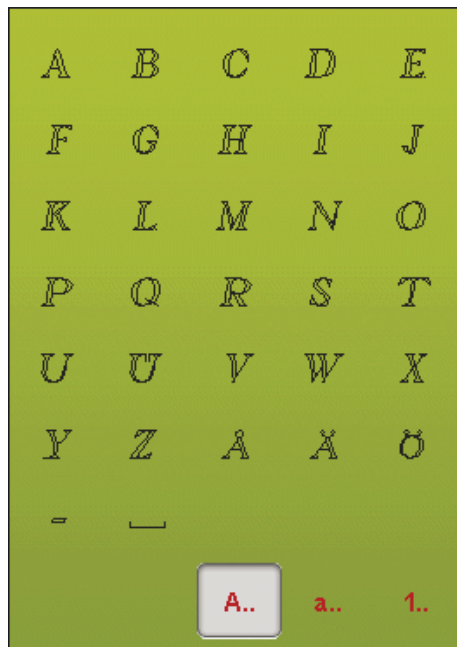 A B C D E
F G H I J
K L M N O
P Q R S T
U Ü V W X
Y Z Å Ä Ö
-
A.. a.. 1..